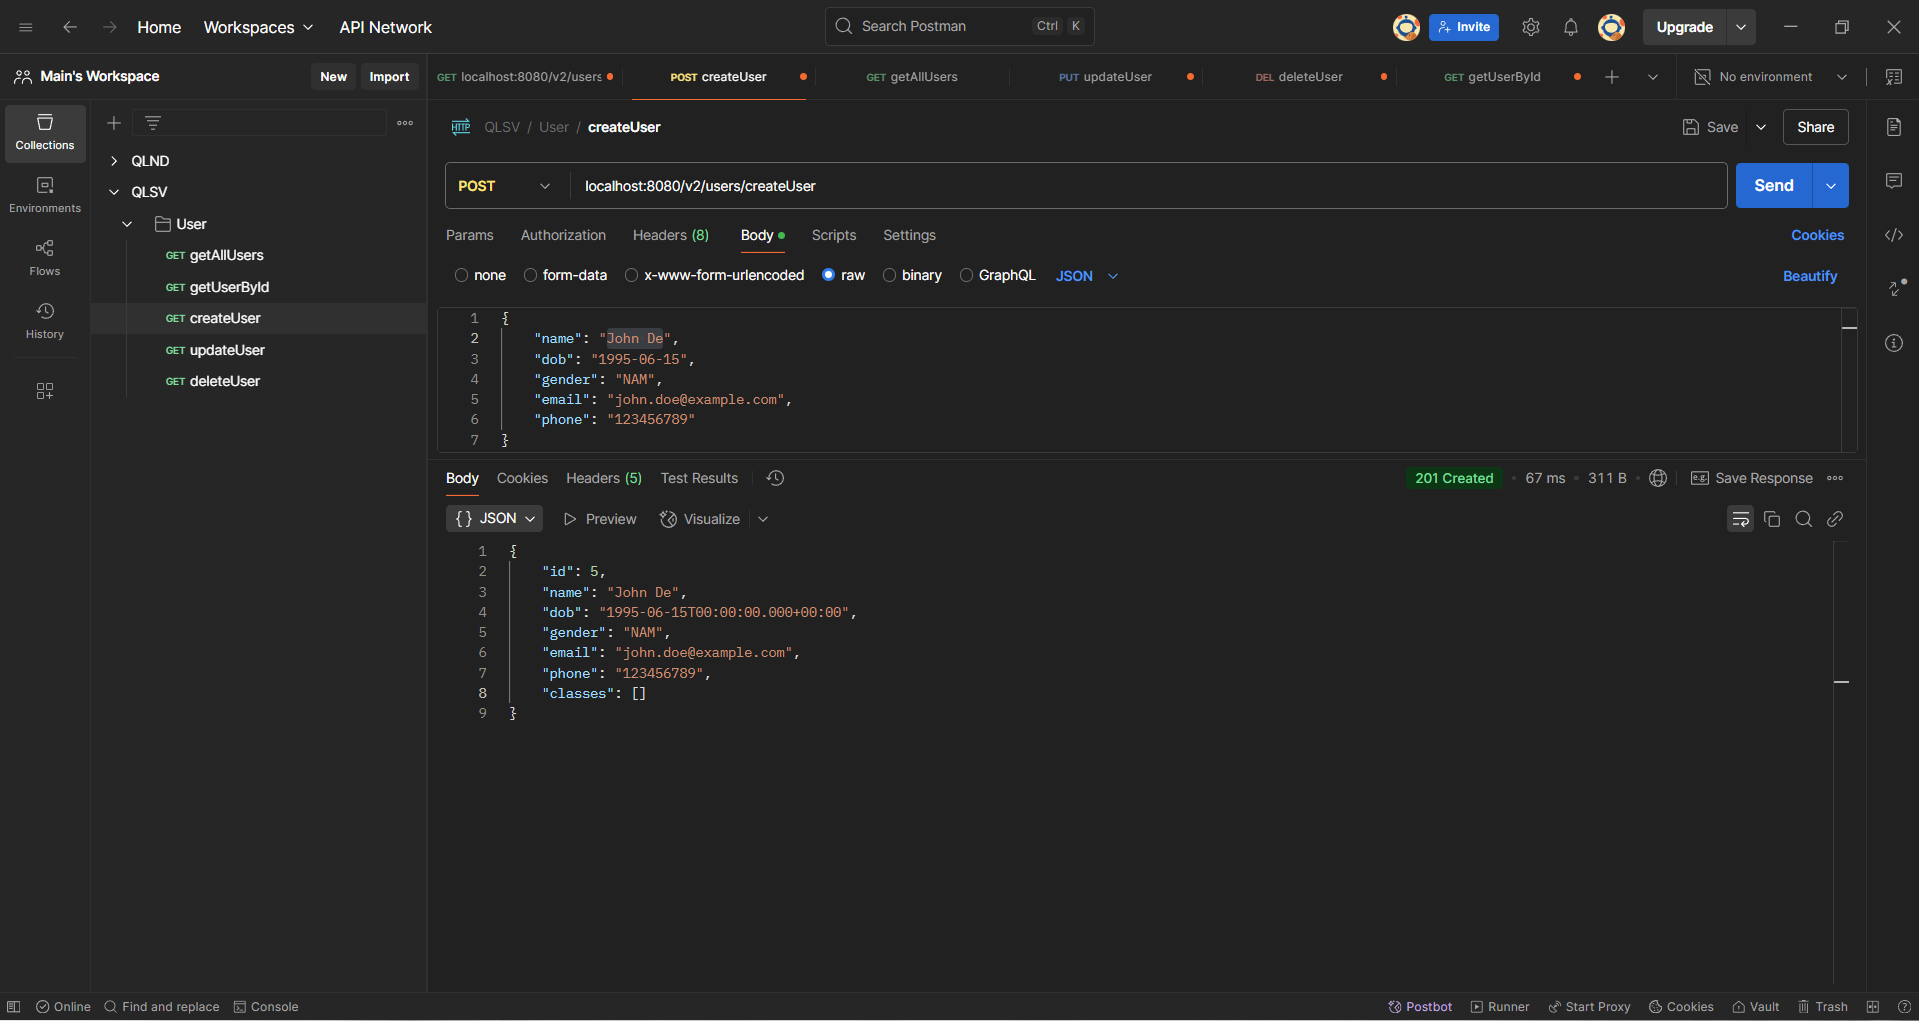 Home Workspaces API Network Search Postman Ctrl K Invite Upgrade
Main's Workspace New Import GET localhost:8080/v2/users POST createUser GET getAllUsers PUT updateUser DEL deleteUser GET getUserById No environment
Collections
Environments
Flows
History
QLND
QLSV
User
GET getAllUsers
GET getUserById
GET createUser
GET updateUser
GET deleteUser
HTTP QLSV / User / createUser Save Share
POST localhost:8080/v2/users/createUser Send
Params Authorization Headers (8) Body Scripts Settings Cookies
none form-data x-www-form-urlencoded raw binary GraphQL JSON Beautify
1 {
2 "name": "John De",
3 "dob": "1995-06-15",
4 "gender": "NAM",
5 "email": "john.doe@example.com",
6 "phone": "123456789"
7 }
Body Cookies Headers (5) Test Results 201 Created 67 ms 311 B e.g. Save Response
{} JSON Preview Visualize
1 {
2 "id": 5,
3 "name": "John De",
4 "dob": "1995-06-15T00:00:00.000+00:00",
5 "gender": "NAM",
6 "email": "john.doe@example.com",
7 "phone": "123456789",
8 "classes": []
9 }
Online Find and replace Console Postbot Runner Start Proxy Cookies Vault Trash